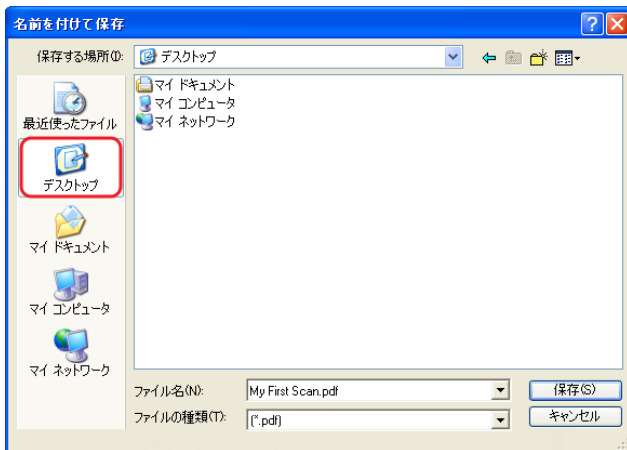 名前を付けて保存
保存する場所(I):
デスクトップ
最近使ったファイル
デスクトップ
マイ ドキュメント
マイ コンピュータ
マイ ネットワーク
マイ ドキュメント
マイ コンピュータ
マイ ネットワーク
ファイル名(N):
My First Scan.pdf
保存(S)
ファイルの種類(T):
(*.pdf)
キャンセル